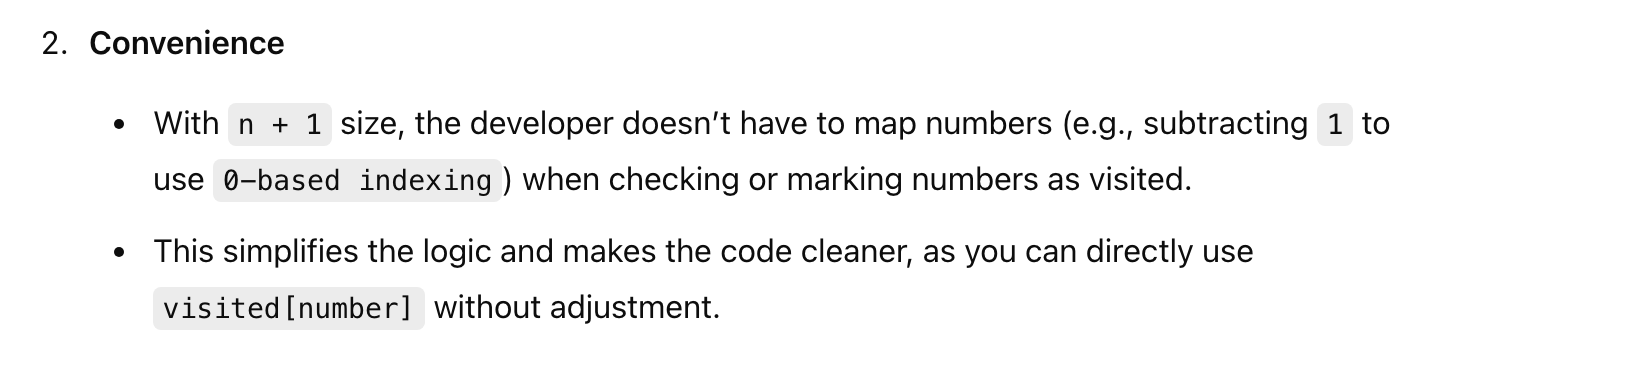 2. Convenience
• With n + 1 size, the developer doesn’t have to map numbers (e.g., subtracting 1 to
use 0-based indexing) when checking or marking numbers as visited.
• This simplifies the logic and makes the code cleaner, as you can directly use
visited[number] without adjustment.